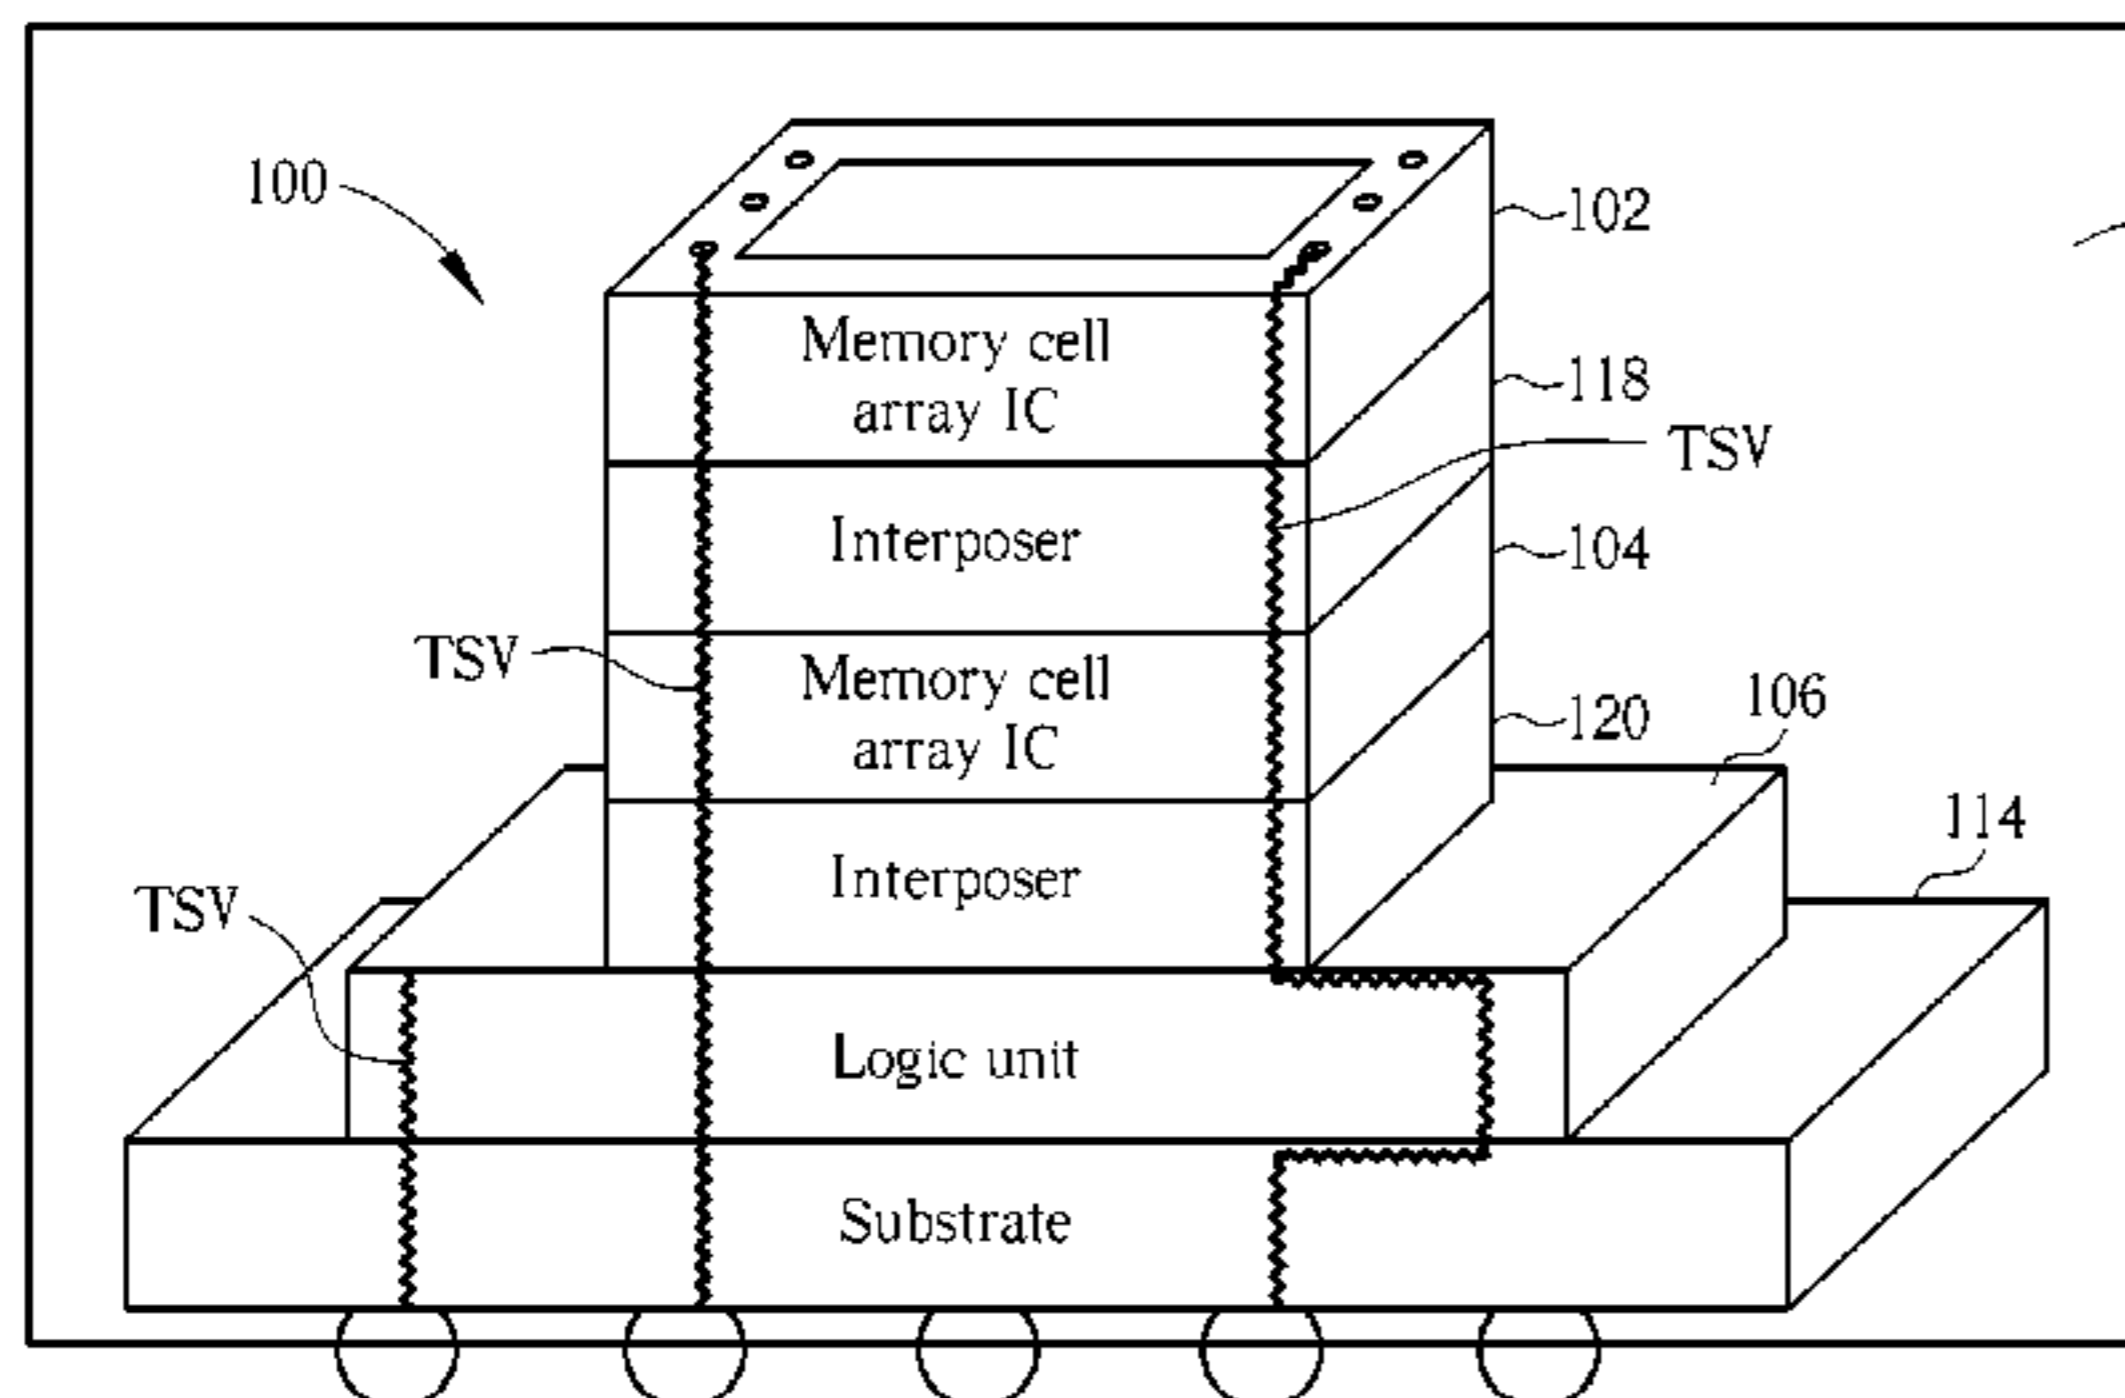 100
102
Memory cell
array IC
118
TSV
Interposer
104
TSV
Memory cell
array IC
120
106
114
Interposer
TSV
Logic unit
Substrate